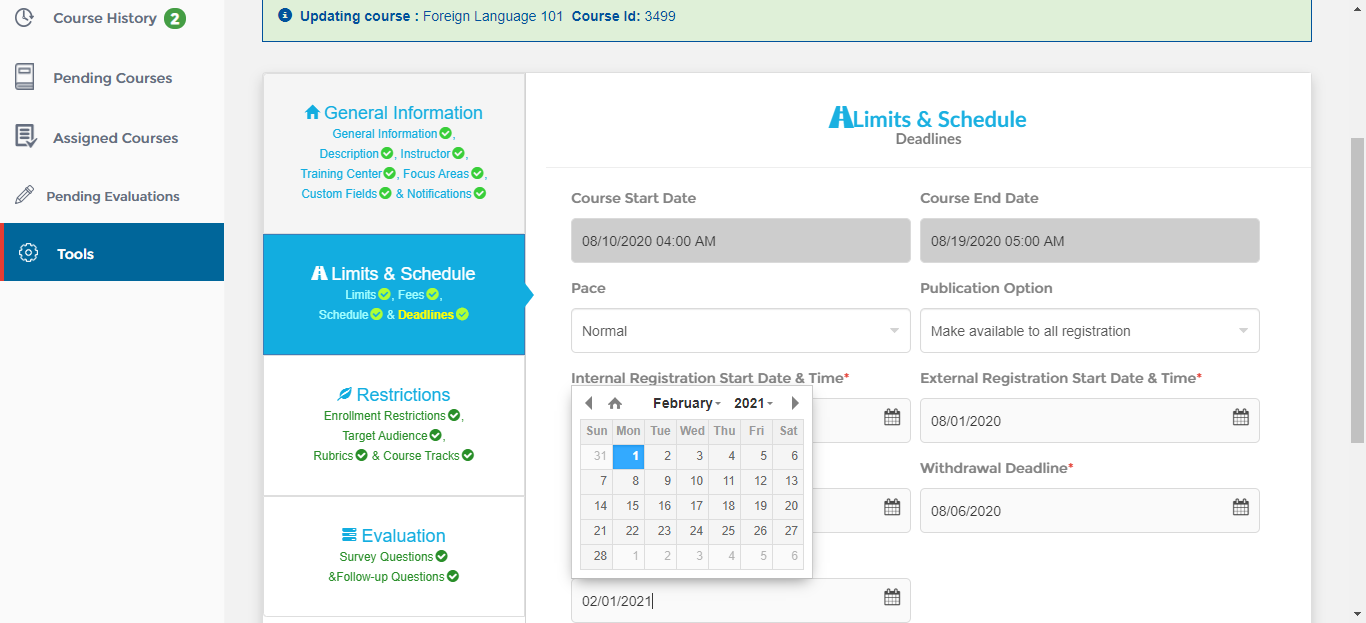 Course History 2
Pending Courses
Assigned Courses
Pending Evaluations
Tools
Updating course : Foreign Language 101 Course Id: 3499
General Information
General Information ,
Description , Instructor ,
Training Center , Focus Areas ,
Custom Fields & Notifications
Limits & Schedule
Limits , Fees ,
Schedule & Deadlines
Restrictions
Enrollment Restrictions ,
Target Audience ,
Rubrics & Course Tracks
Evaluation
Survey Questions
&Follow-up Questions
Limits & Schedule
Deadlines
Course Start Date
08/10/2020 04:00 AM
Course End Date
08/19/2020 05:00 AM
Pace
Normal
Publication Option
Make available to all registration
Internal Registration Start Date & Time*
External Registration Start Date & Time*
08/01/2020
Withdrawal Deadline*
08/06/2020
February 2021
Sun Mon Tue Wed Thu Fri Sat
31 1 2 3 4 5 6
7 8 9 10 11 12 13
14 15 16 17 18 19 20
21 22 23 24 25 26 27
28 1 2 3 4 5 6
02/01/2021